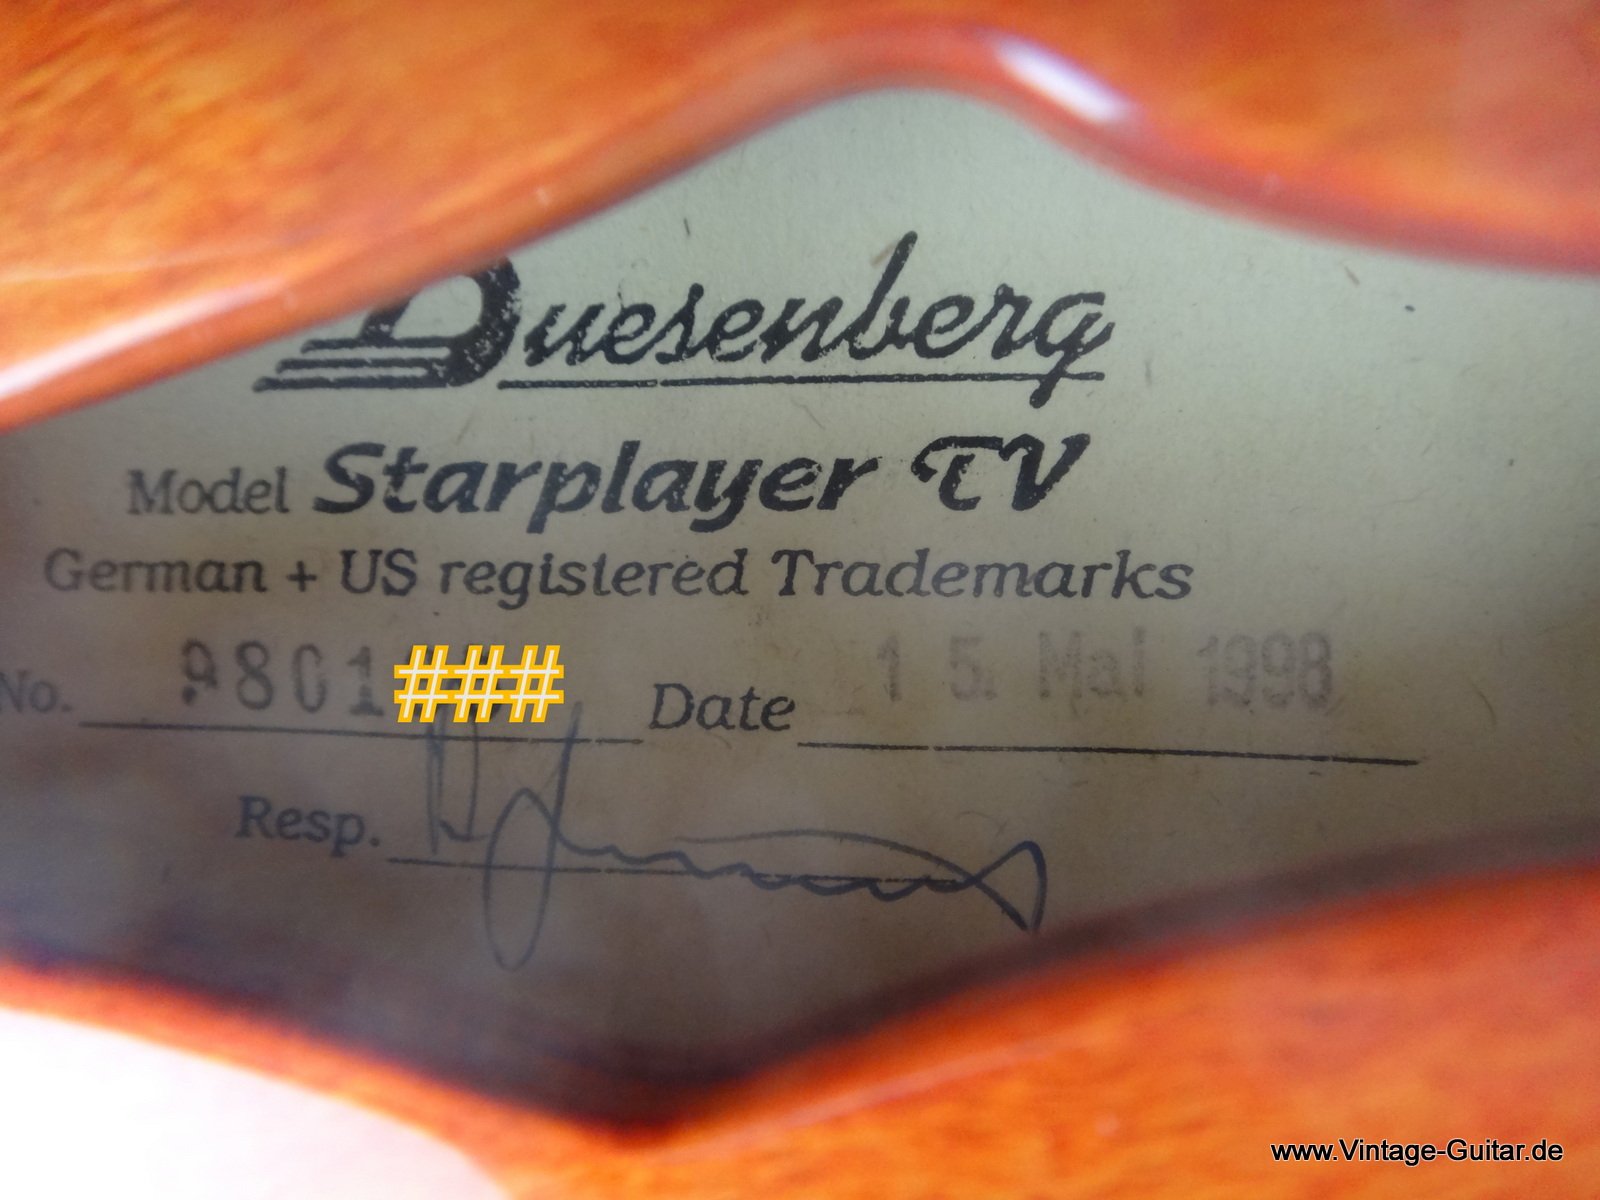 Duesenberg
Model Starplayer TV
German + US registered Trademarks
No. 9801### Date 15. Mai 1998
Resp.
www.Vintage-Guitar.de